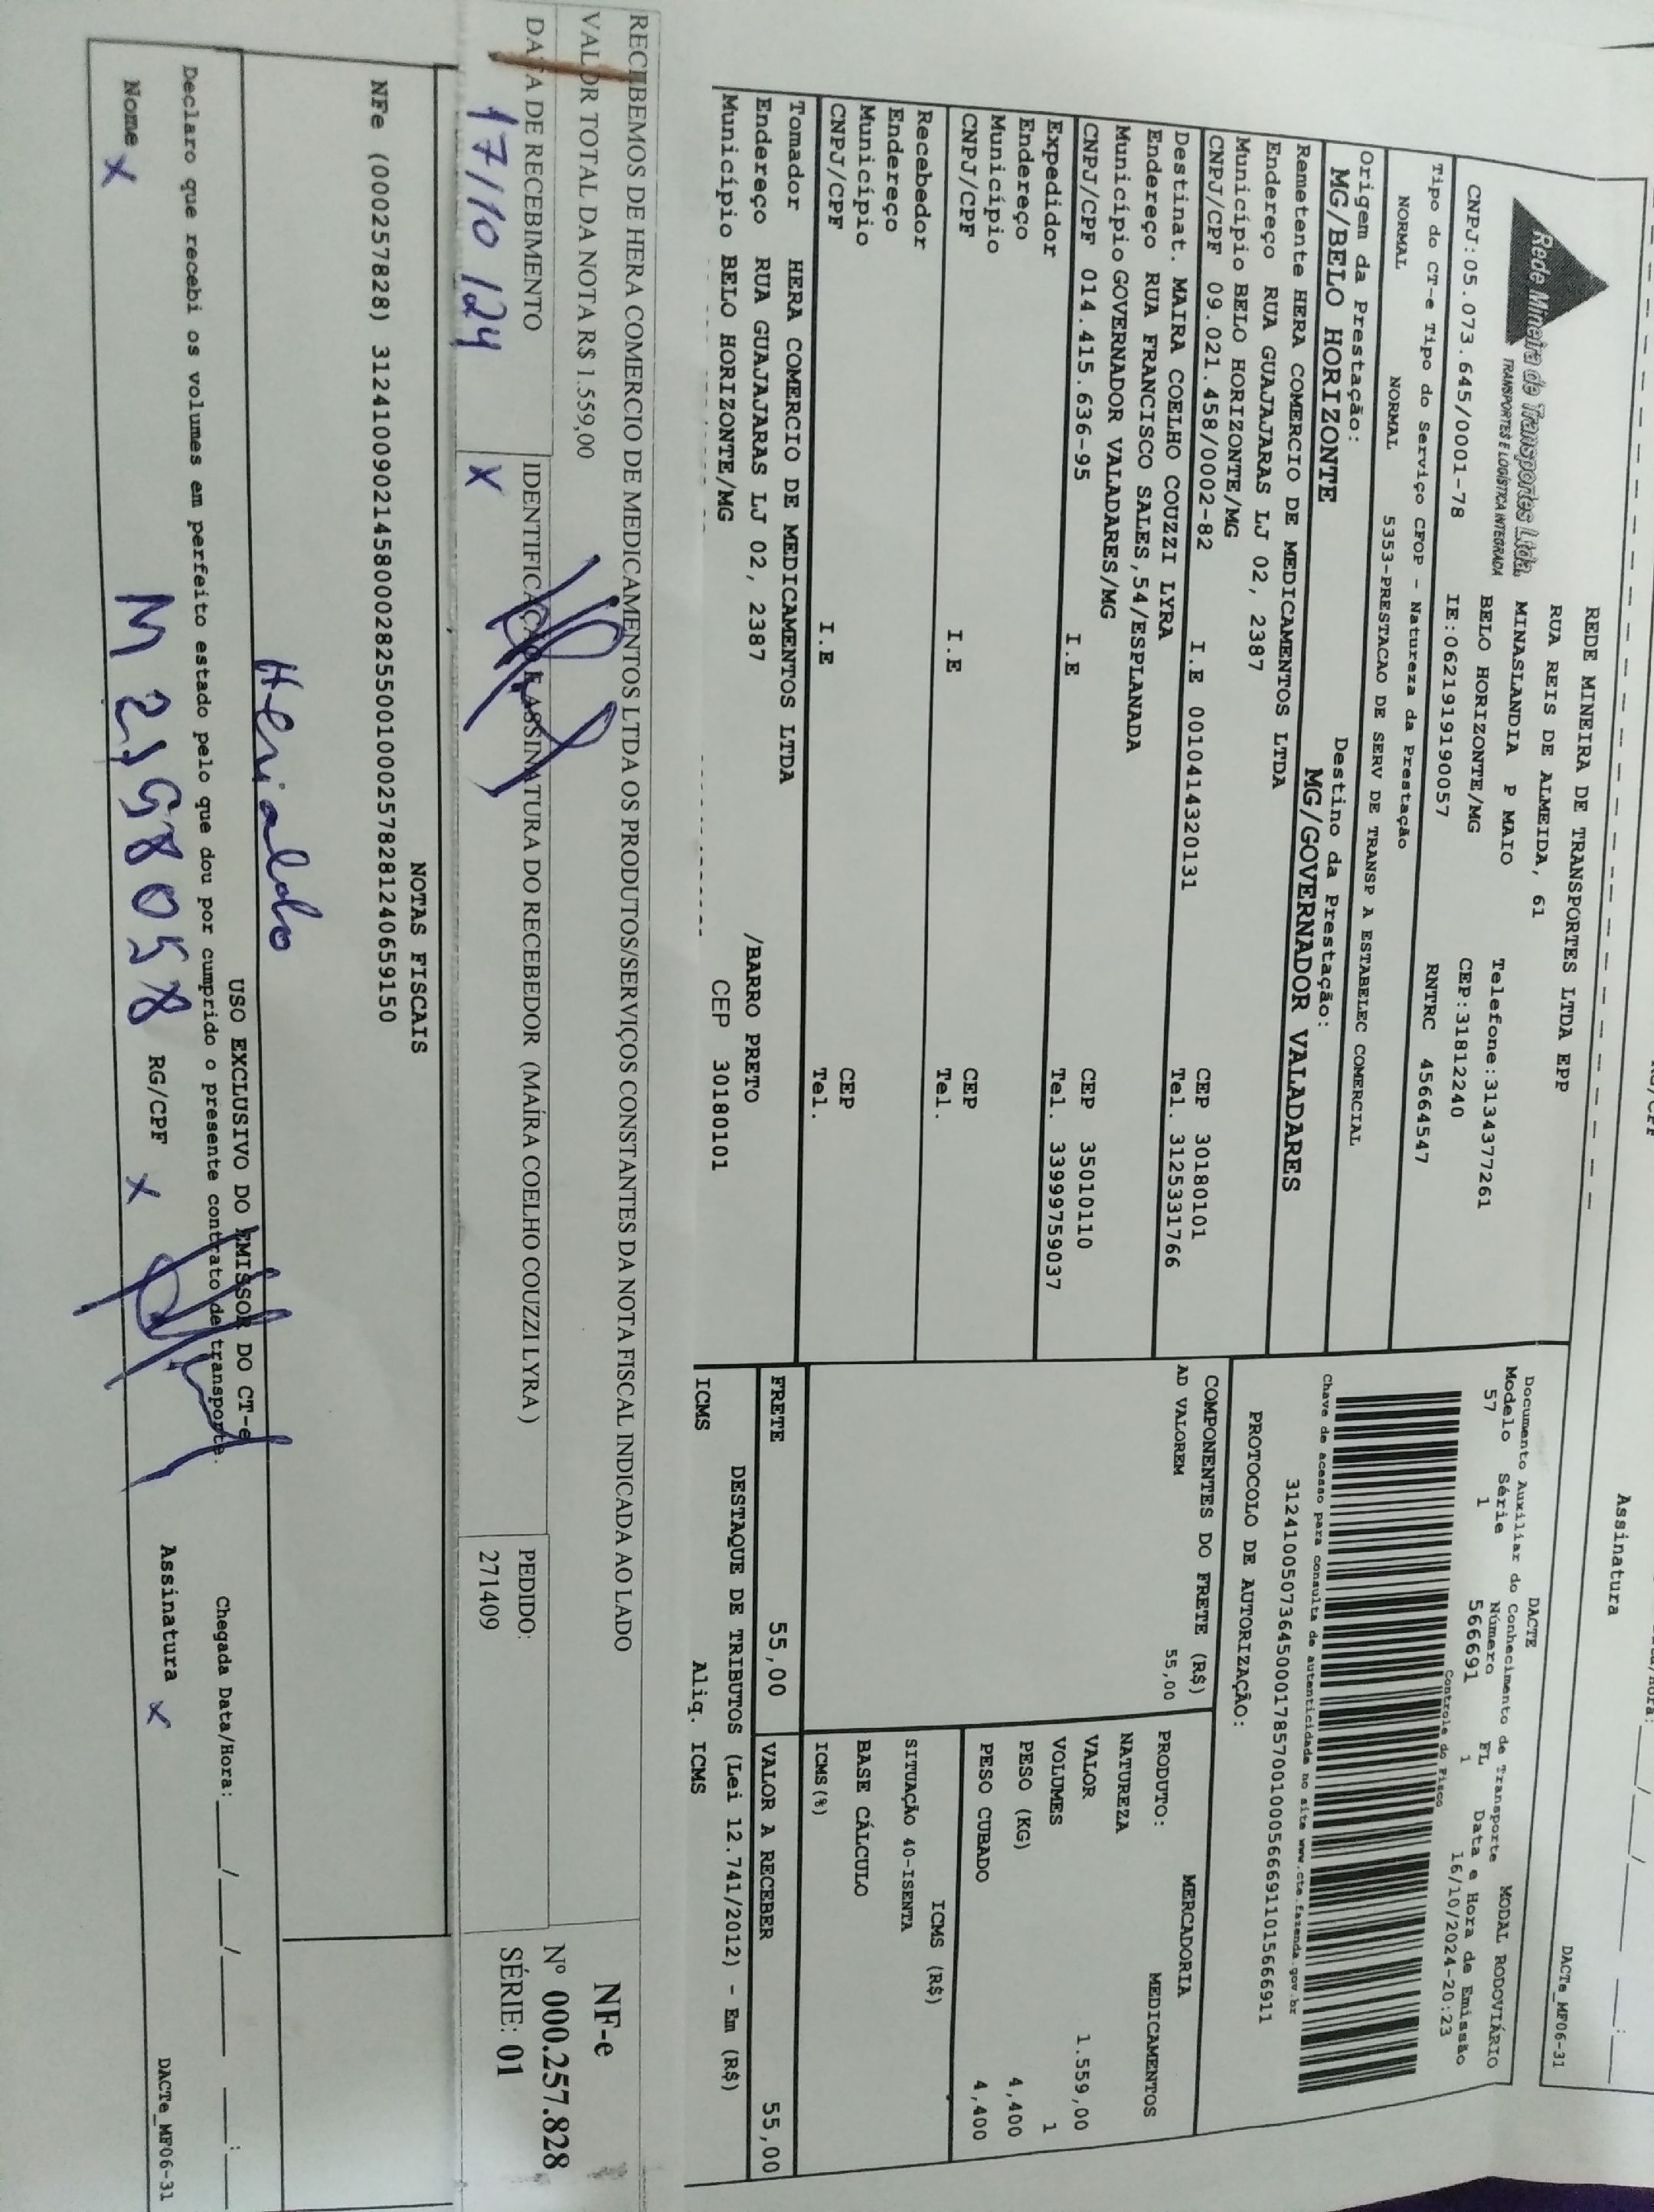 Assinatura
DACTe_MF06-31
Rede Mineira de Transportes Ltda.
TRANSPORTES E LOGÍSTICA INTEGRADA
REDE MINEIRA DE TRANSPORTES LTDA EPP
RUA REIS DE ALMEIDA, 61
MINASLANDIA P MAIO Telefone:3134377261
BELO HORIZONTE/MG CEP:31812240
CNPJ:05.073.645/0001-78 IE:0621919190057 RNTRC 45664547
DACTE
Documento Auxiliar do Conhecimento de Transporte MODAL RODOVIÁRIO
Modelo Série Número FL Data e Hora de Emissão
57 1 566691 1 16/10/2024-20:23
Controle do Fisco
Tipo do CT-e Tipo do Serviço CFOP - Natureza da Prestação
NORMAL NORMAL 5353-PRESTACAO DE SERV DE TRANSP A ESTABELEC COMERCIAL
Chave de acesso para consulta de autenticidade no site www.cte.fazenda.gov.br
31241005073645000178570010005666911015666911
Origem da Prestação: Destino da Prestação:
MG/BELO HORIZONTE MG/GOVERNADOR VALADARES
PROTOCOLO DE AUTORIZAÇÃO:
Remetente HERA COMERCIO DE MEDICAMENTOS LTDA
Endereço RUA GUAJAJARAS LJ 02, 2387
Município BELO HORIZONTE/MG CEP 30180101
CNPJ/CPF 09.021.458/0002-82 I.E 0010414320131 Tel. 3125331766
Destinat. MAIRA COELHO COUZZI LYRA
Endereço RUA FRANCISCO SALES,54/ESPLANADA
Município GOVERNADOR VALADARES/MG CEP 35010110
CNPJ/CPF 014.415.636-95 I.E Tel. 33999759037
Expedidor
Endereço
Município CEP
CNPJ/CPF I.E Tel.
Recebedor
Endereço
Município CEP
CNPJ/CPF I.E Tel.
Tomador HERA COMERCIO DE MEDICAMENTOS LTDA
Endereço RUA GUAJAJARAS LJ 02, 2387 /BARRO PRETO
Município BELO HORIZONTE/MG CEP 30180101
COMPONENTES DO FRETE (R$)
AD VALOREM 55,00
MERCADORIA
PRODUTO: MEDICAMENTOS
NATUREZA
VALOR 1.559,00
VOLUMES 1
PESO (KG) 4,400
PESO CUBADO 4,400
ICMS (R$)
SITUAÇÃO 40-ISENTA
BASE CÁLCULO
ICMS(%)
FRETE 55,00 VALOR A RECEBER 55,00
DESTAQUE DE TRIBUTOS (Lei 12.741/2012) - Em (R$)
ICMS Aliq. ICMS
RECEBEMOS DE HERA COMERCIO DE MEDICAMENTOS LTDA OS PRODUTOS/SERVIÇOS CONSTANTES DA NOTA FISCAL INDICADA AO LADO
VALOR TOTAL DA NOTA R$ 1.559,00
DATA DE RECEBIMENTO
17/10/24
IDENTIFICAÇÃO E ASSINATURA DO RECEBEDOR (MAÍRA COELHO COUZZI LYRA)
X
PEDIDO:
271409
NF-e
Nº 000.257.828
SÉRIE: 01
NOTAS FISCAIS
NFe (000257828) 31241009021458000282550010002578281240659150
Herialdo
USO EXCLUSIVO DO EMISSOR DO CT-e
Declaro que recebi os volumes em perfeito estado pelo que dou por cumprido o presente contrato de transporte.
Chegada Data/Hora:___/___/____ __:__
Nome X M 2198058 RG/CPF X Assinatura X
DACTe_MF06-31